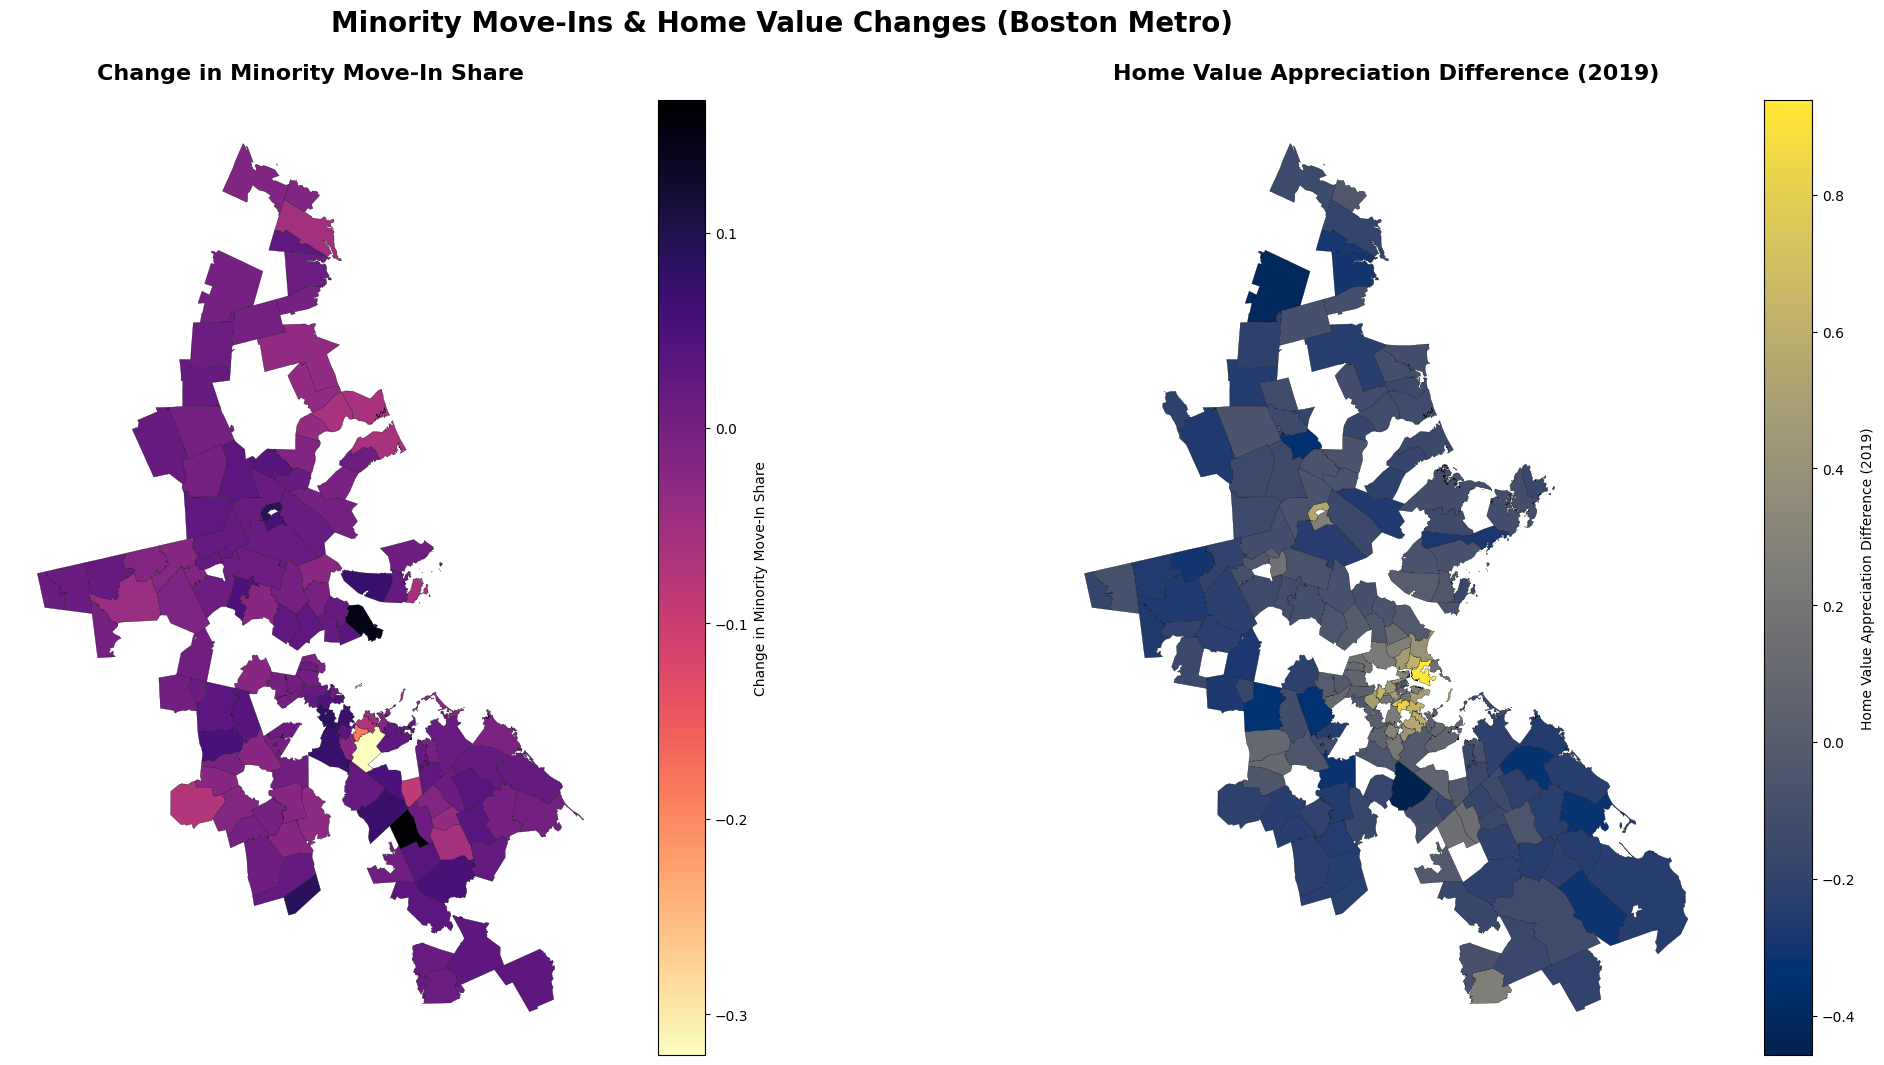 Minority Move-Ins & Home Value Changes (Boston Metro)
Change in Minority Move-In Share
Home Value Appreciation Difference (2019)
0.1
0.0
−0.1
−0.2
−0.3
Change in Minority Move-In Share
0.8
0.6
0.4
0.2
0.0
−0.2
−0.4
Home Value Appreciation Difference (2019)